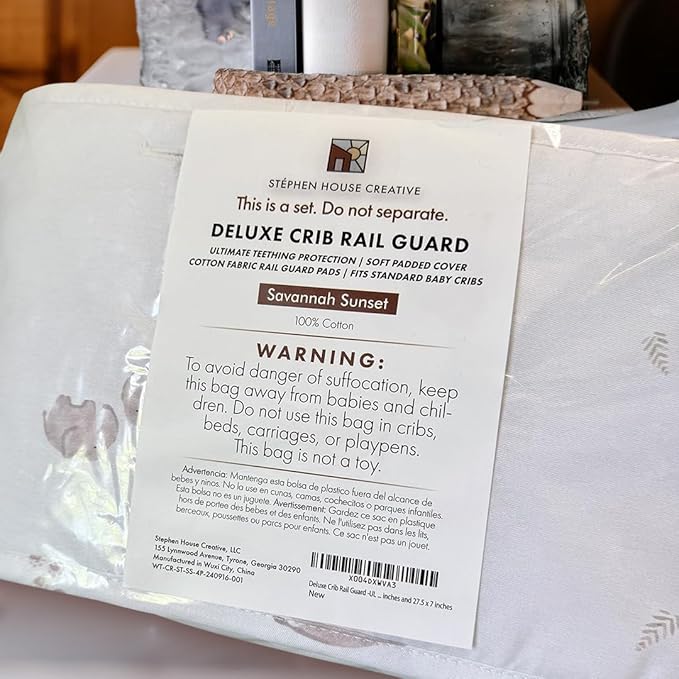 STÉPHEN HOUSE CREATIVE
This is a set. Do not separate.
DELUXE CRIB RAIL GUARD
ULTIMATE TEETHING PROTECTION | SOFT PADDED COVER
COTTON FABRIC RAIL GUARD PADS | FITS STANDARD BABY CRIBS
Savannah Sunset
100% Cotton
WARNING:
To avoid danger of suffocation, keep
this bag away from babies and chil-
dren. Do not use this bag in cribs,
beds, carriages, or playpens.
This bag is not a toy.
Advertencia: Mantenga esta bolsa de plastico fuera del alcance de
bebes y ninos. No lo use en cunas, camas, cochecitos o parques infantiles.
Esta bolsa no es un juguete. Avertissement: Gardez ce sac en plastique
hors de portee des bebes et des enfants. Ne l'utilisez pas dans les lits,
berceaux, poussettes ou parcs pour enfants. Ce sac n'est pas un jouet.
Stephen House Creative, LLC
155 Lynnwood Avenue, Tyrone, Georgia 30290
Manufactured in Wuxi City, China
WT-CR-ST-SS-4P-240916-001
X004DXWVA3
Deluxe Crib Rail Guard -UL ... inches and 27.5 x 7 inches
New